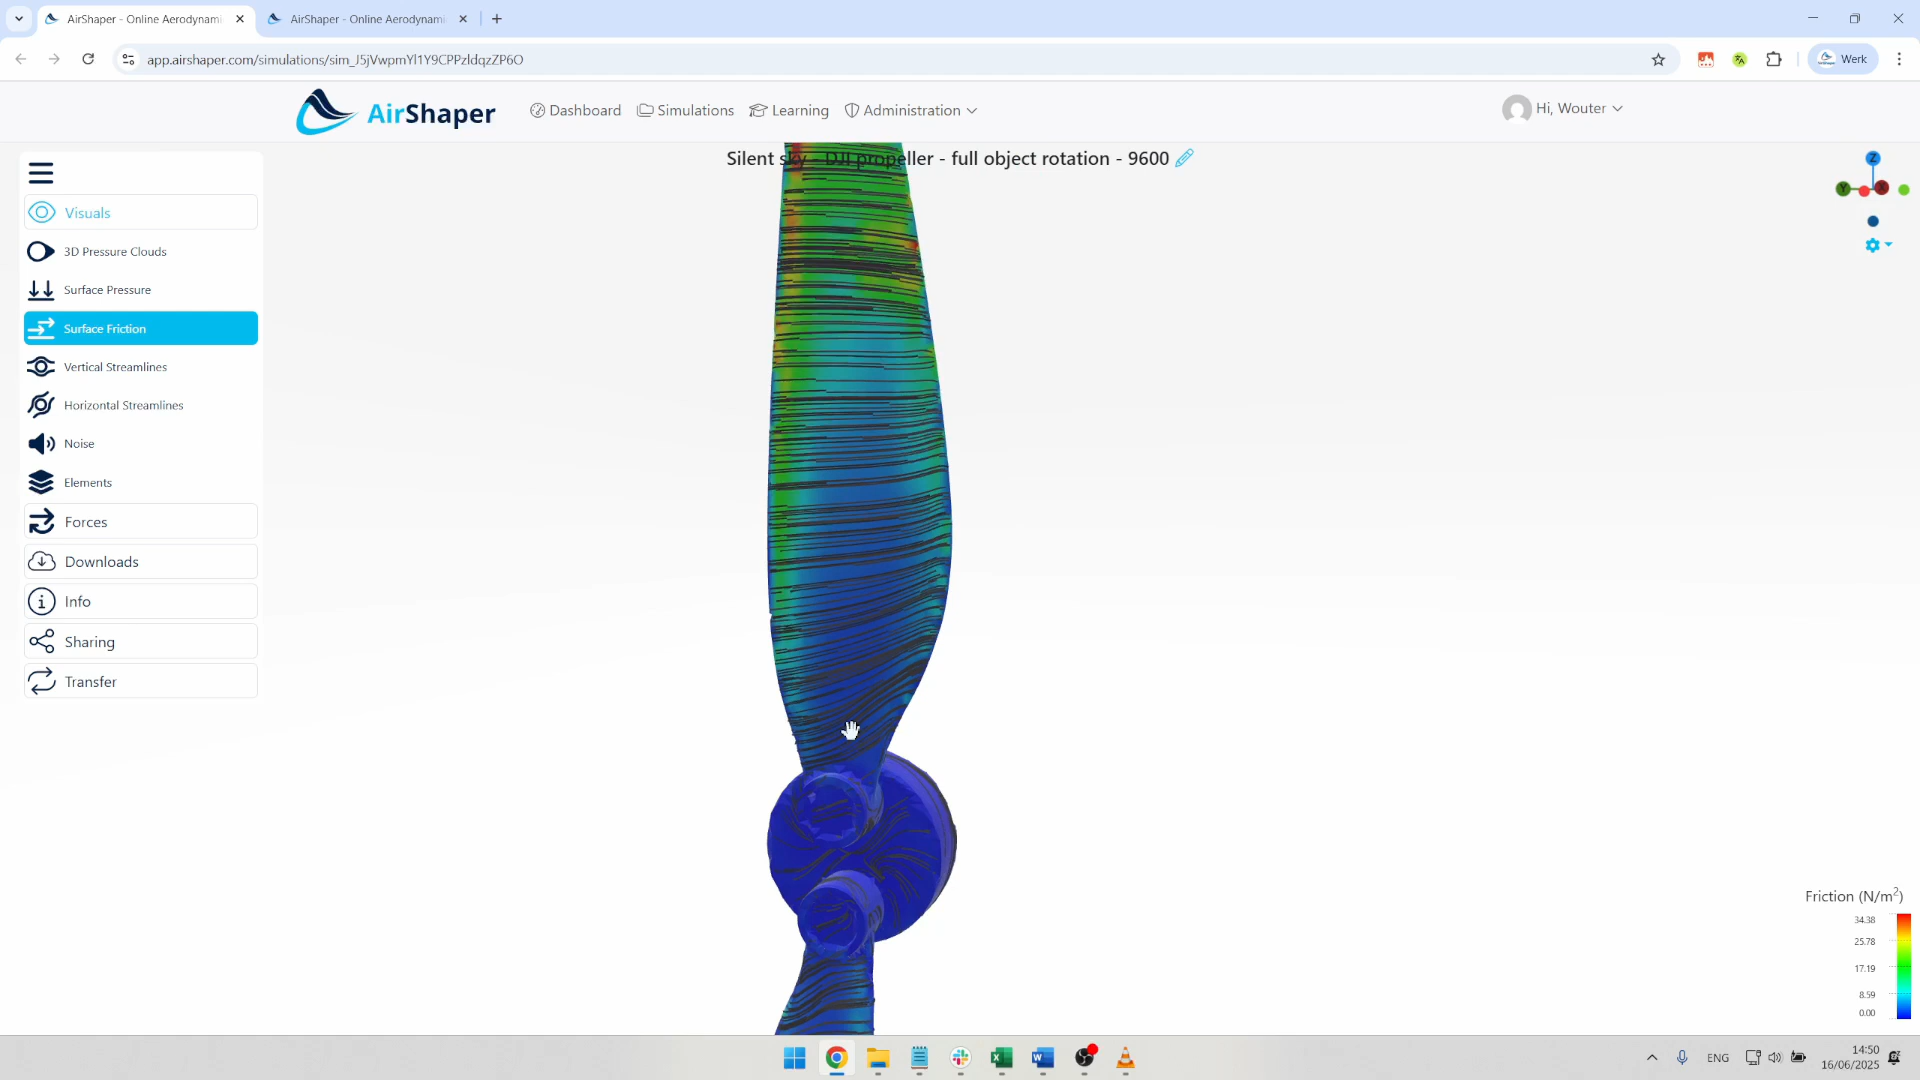 AirShaper - Online Aerodynami
AirShaper - Online Aerodynami
app.airshaper.com/simulations/sim_J5jVwpmYl1Y9CPPzldqzZP6O
Werk
AirShaper
Dashboard
Simulations
Learning
Administration
Hi, Wouter
Silent sky - DJI propeller - full object rotation - 9600
Z
Y
X
Visuals
3D Pressure Clouds
Surface Pressure
Surface Friction
Vertical Streamlines
Horizontal Streamlines
Noise
Elements
Forces
Downloads
Info
Sharing
Transfer
Friction (N/m²)
34.38
25.78
17.19
8.59
0.00
ENG
14:50
16/06/2025